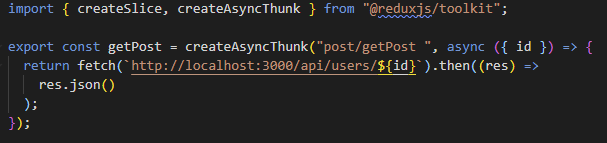 import { createSlice, createAsyncThunk } from "@reduxjs/toolkit";
export const getPost = createAsyncThunk("post/getPost ", async ({ id }) => {
  return fetch(`http://localhost:3000/api/users/${id}`).then((res) =>
    res.json()
  );
});